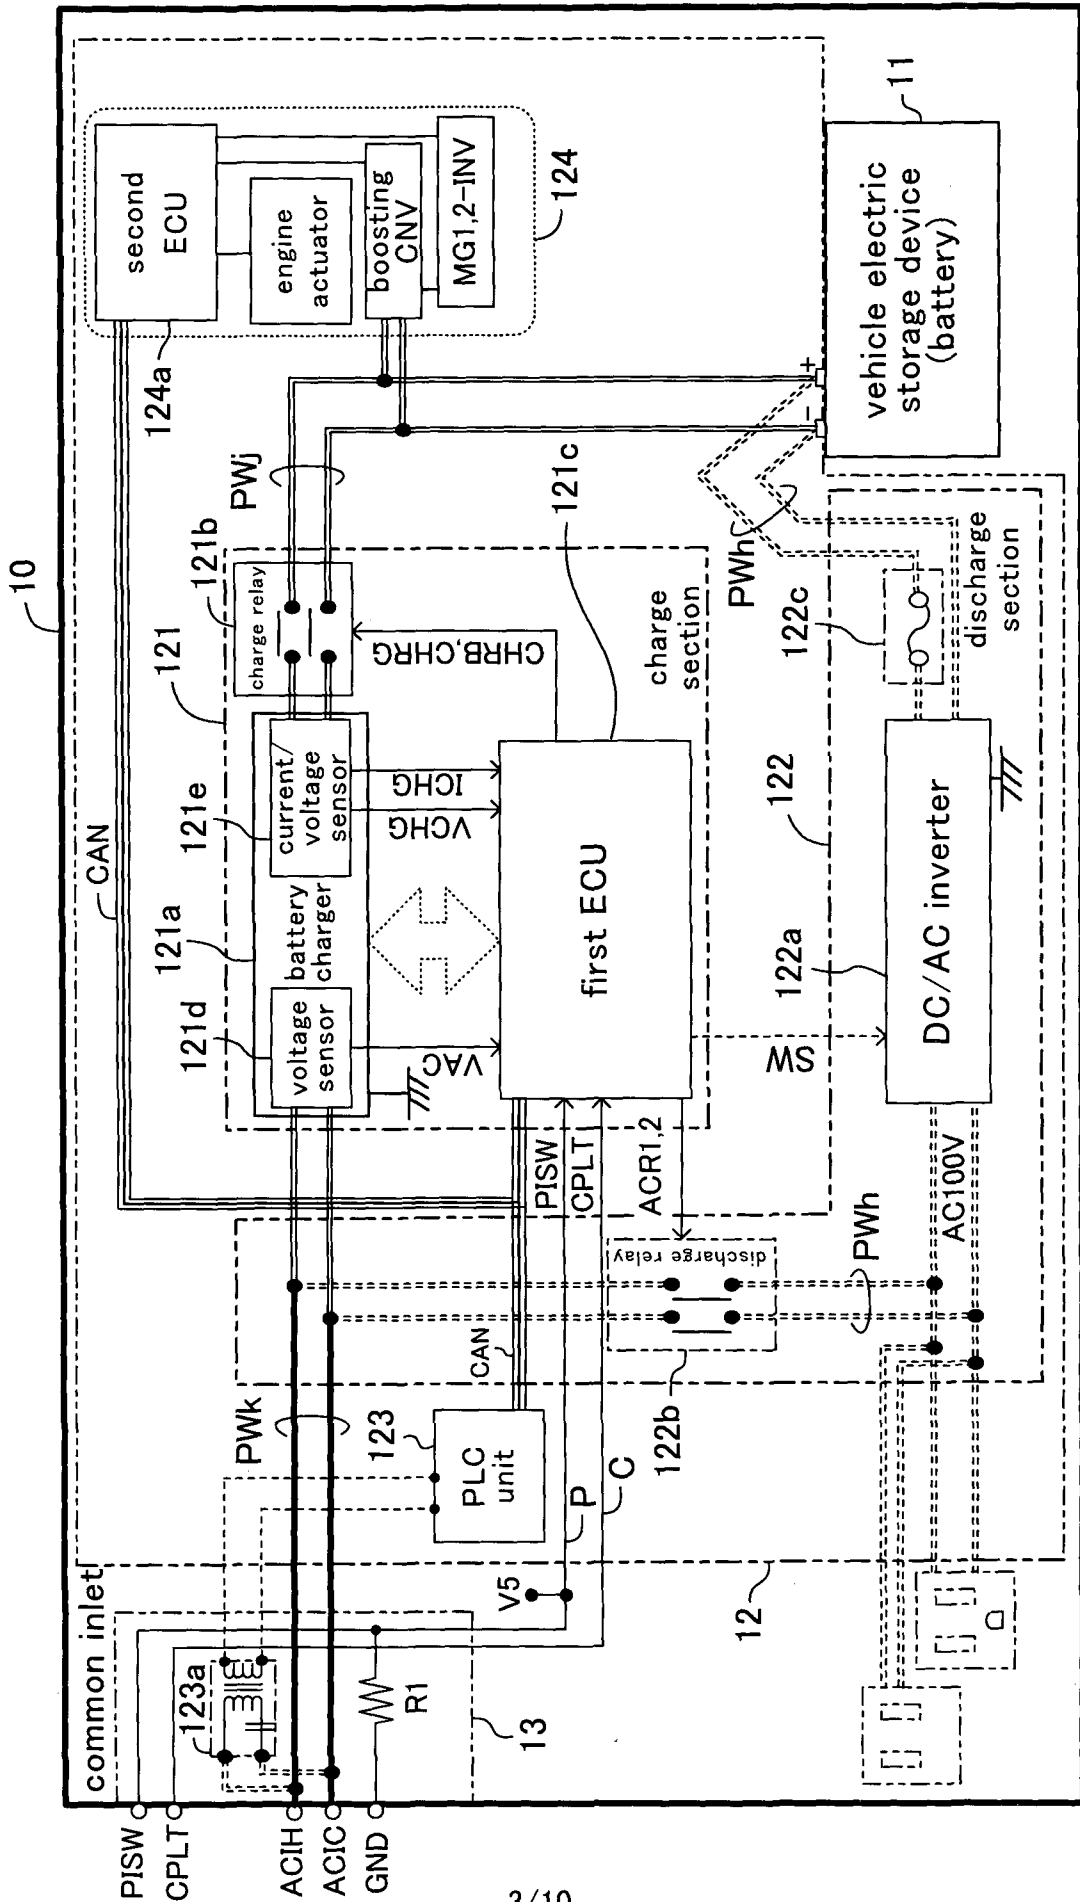 10
common inlet
PISW
CPLT
ACIH
ACIC
GND
123a
R1
13
V5
P
C
12
PWk
123
PLC
unit
CAN
CAN
PISW
CPLT
ACR1,2
discharge relay
122b
PWh
AC100V
121d
voltage
sensor
121a
battery
charger
121e
current/
voltage
sensor
121
121b
charge relay
VAC
VCHG
ICHG
CHRB,CHRG
first ECU
121c
charge
section
SW
122a
DC/AC inverter
122
122c
discharge
section
PWh
PWj
124a
second
ECU
engine
actuator
boosting
CNV
MG1,2-INV
124
+
-
11
vehicle electric
storage device
(battery)
3/10